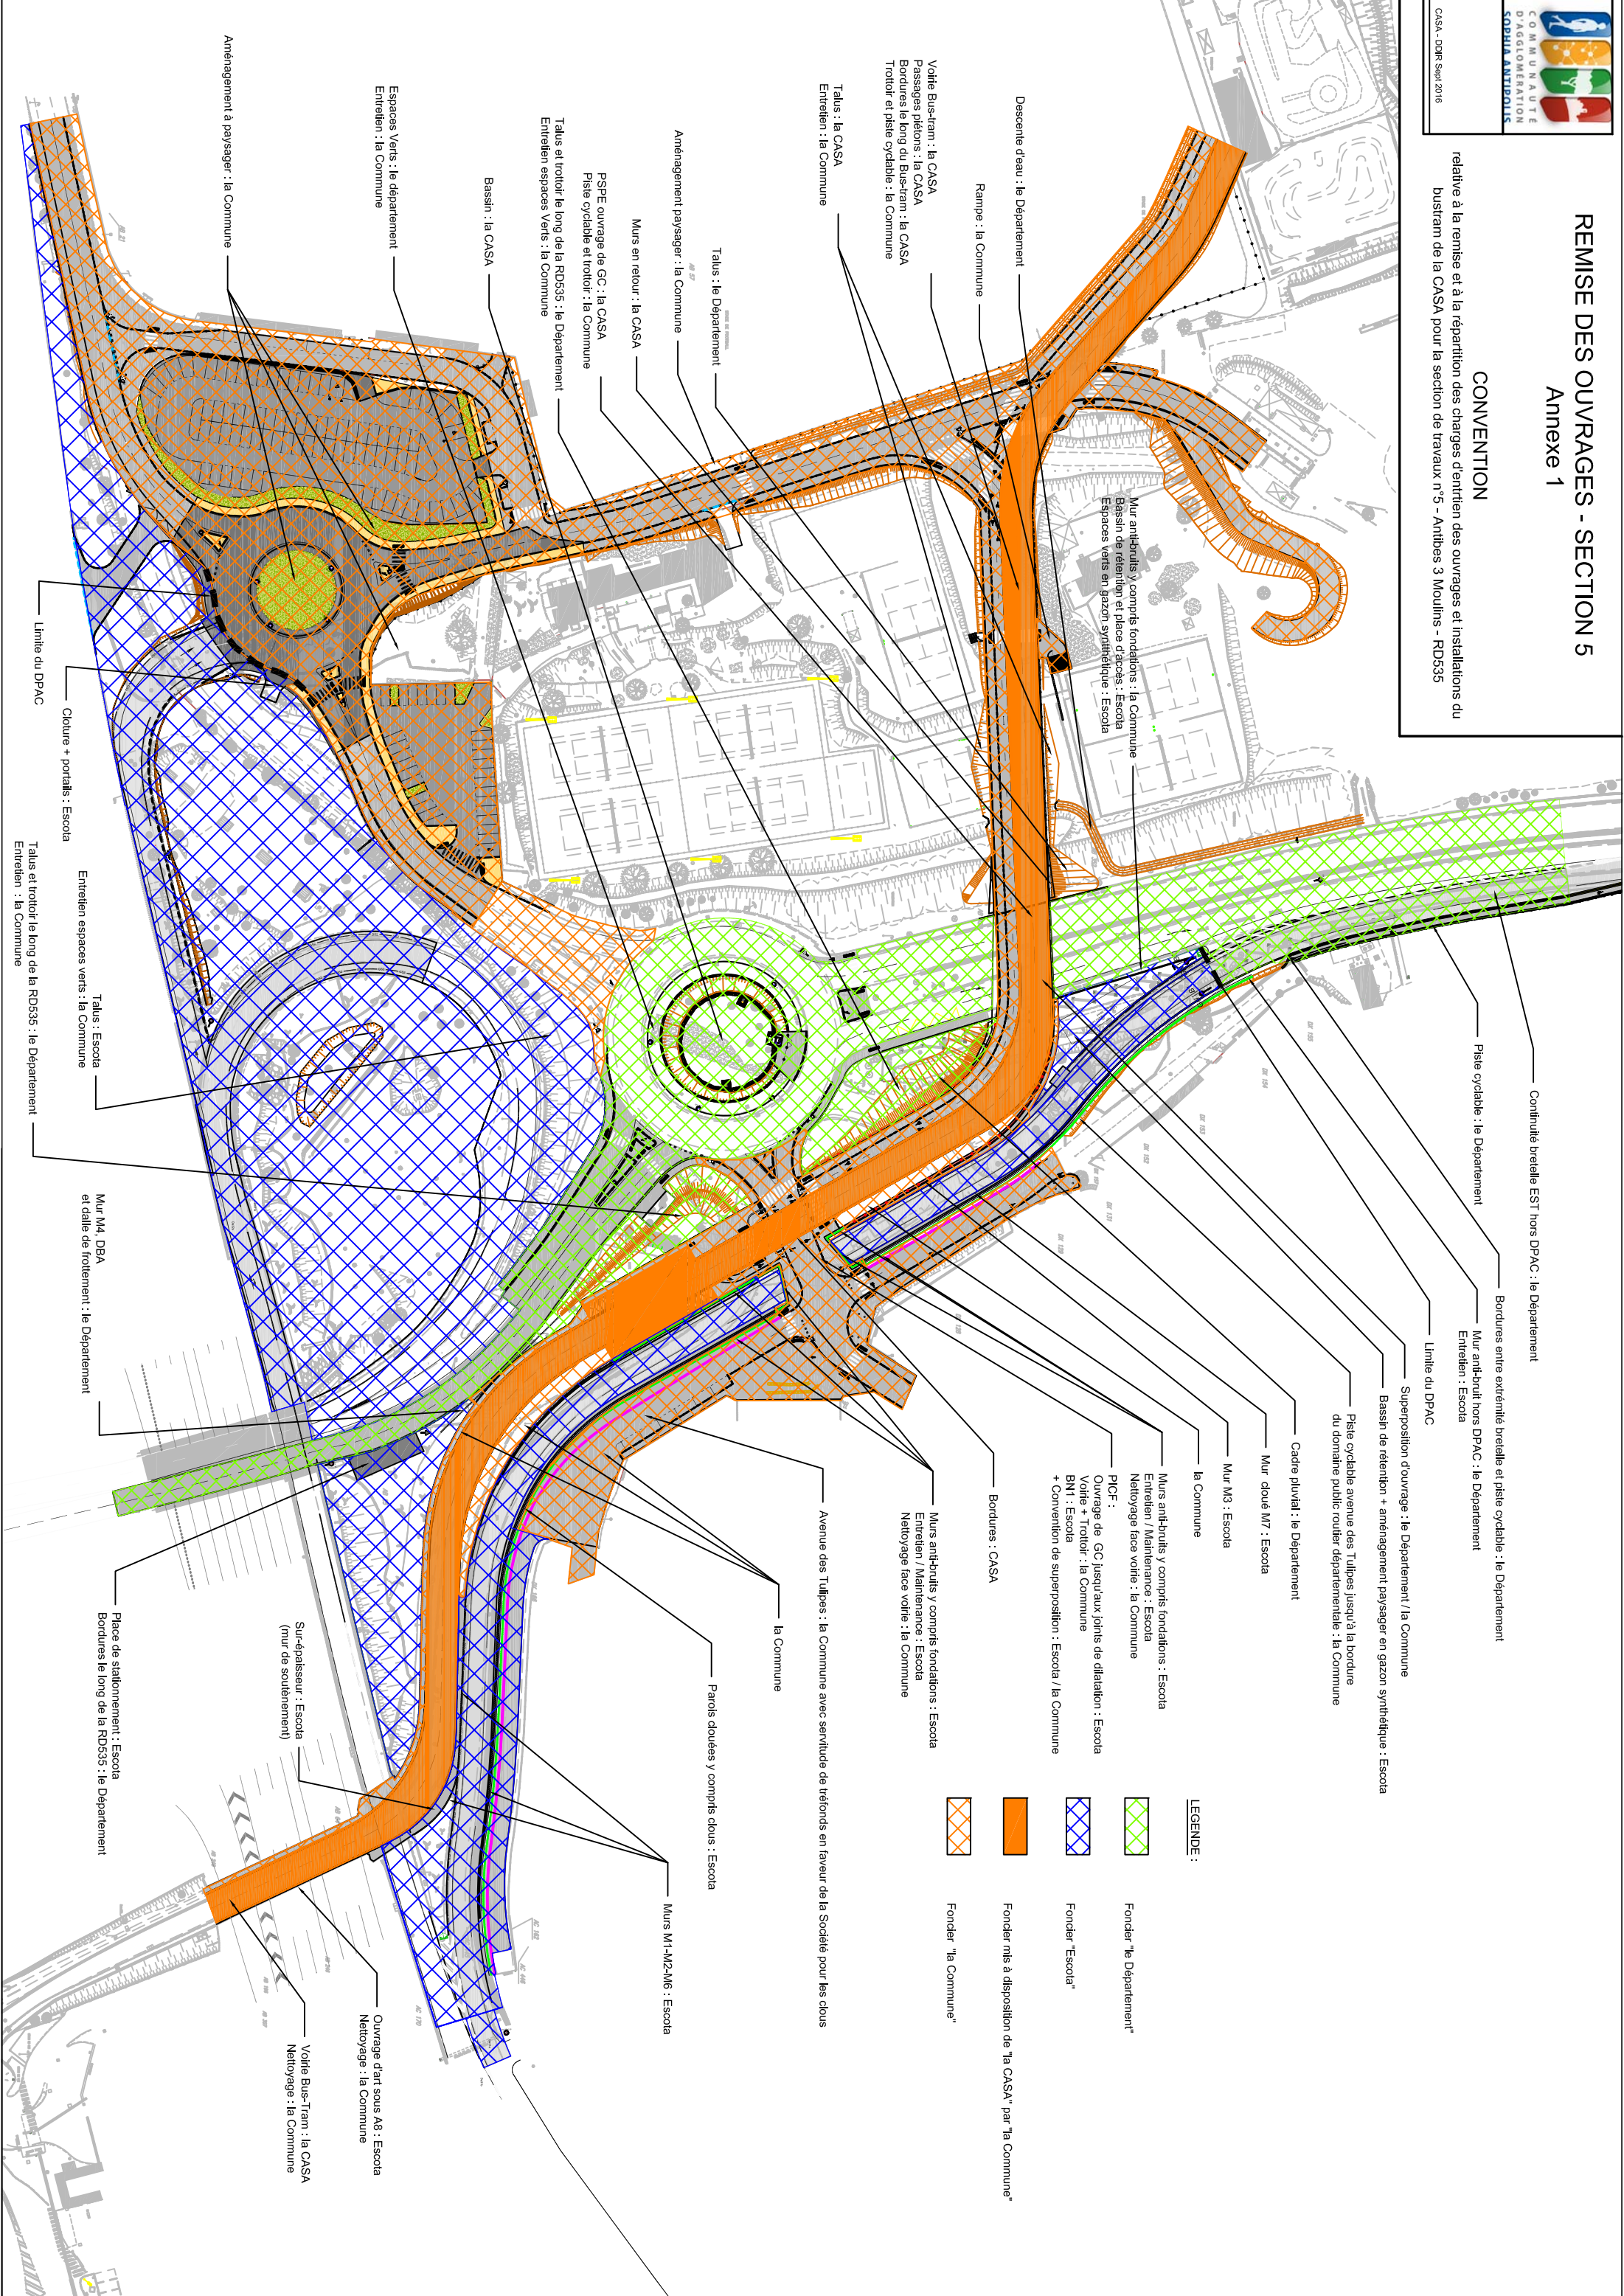 COMMUNAUTÉ
D'AGGLOMÉRATION
SOPHIA ANTIPOLIS
CASA - DDIR Sept 2016
REMISE DES OUVRAGES - SECTION 5
Annexe 1
CONVENTION
relative à la remise et à la répartition des charges d'entrtien des ouvrages et installations du
bustram de la CASA pour la section de travaux n°5 - Antibes 3 Moulins - RD535
Continuité bretelle EST hors DPAC : le Département
Piste cyclable : le Département
Bordures entre extrémité bretelle et piste cyclable : le Département
Mur anti-bruit hors DPAC : le Département
Entretien : Escota
Limite du DPAC
Superposition d'ouvrage : le Département / la Commune
Bassin de rétention + aménagement paysager en gazon synthétique : Escota
Piste cyclable avenue des Tulipes jusqu'à la bordure
du domaine public routier départementale : la Commune
Cadre pluvial : le Département
Mur cloué M7 : Escota
Mur M3 : Escota
la Commune
Murs anti-bruits y compris fondations : Escota
Entretien / Maintenance : Escota
Nettoyage face voirie : la Commune
PICF :
Ouvrage de GC jusqu'aux joints de dilatation : Escota
Voirie + Trottoir : la Commune
BN1 : Escota
+ Convention de superposition : Escota / la Commune
Bordures : CASA
Murs anti-bruits y compris fondations : Escota
Entretien / Maintenance : Escota
Nettoyage face voirie : la Commune
Avenue des Tulipes : la Commune avec servitude de tréfonds en faveur de la Société pour les clous
la Commune
Parois clouées y compris clous : Escota
Murs M1-M2-M6 : Escota
Ouvrage d'art sous A8 : Escota
Nettoyage : la Commune
Voirie Bus-Tram : la CASA
Nettoyage : la Commune
Sur-épaisseur : Escota
(mur de soutènement)
Place de stationnement : Escota
Bordures le long de la RD535 : le Département
Mur M4, DBA
et dalle de frottement : le Département
Talus : Escota
Entretien espaces verts : la Commune
Talus et trottoir le long de la RD535 : le Département
Entretien : la Commune
Cloture + portails : Escota
Limite du DPAC
Mur anti-bruits y compris fondations : la Commune
Bassin de rétention et place d'accès : Escota
Espaces verts en gazon synthétique : Escota
Descente d'eau : le Département
Rampe : la Commune
Voirie Bus-tram : la CASA
Passages piétons : la CASA
Bordures le long du Bus-tram : la CASA
Trottoir et piste cyclable : la Commune
Talus : la CASA
Entretien : la Commune
Talus : le Département
Aménagement paysager : la Commune
Murs en retour : la CASA
PSPE ouvrage de GC : la CASA
Piste cyclable et trottoir : la Commune
Talus et trottoir le long de la RD535 : le Département
Entretien espaces Verts : la Commune
Bassin : la CASA
Espaces Verts : le département
Entretien : la Commune
Aménagement à paysager : la Commune
LEGENDE :
Foncier "le Département"
Foncier "Escota"
Foncier mis à disposition de "la CASA" par "la Commune"
Foncier "la Commune"